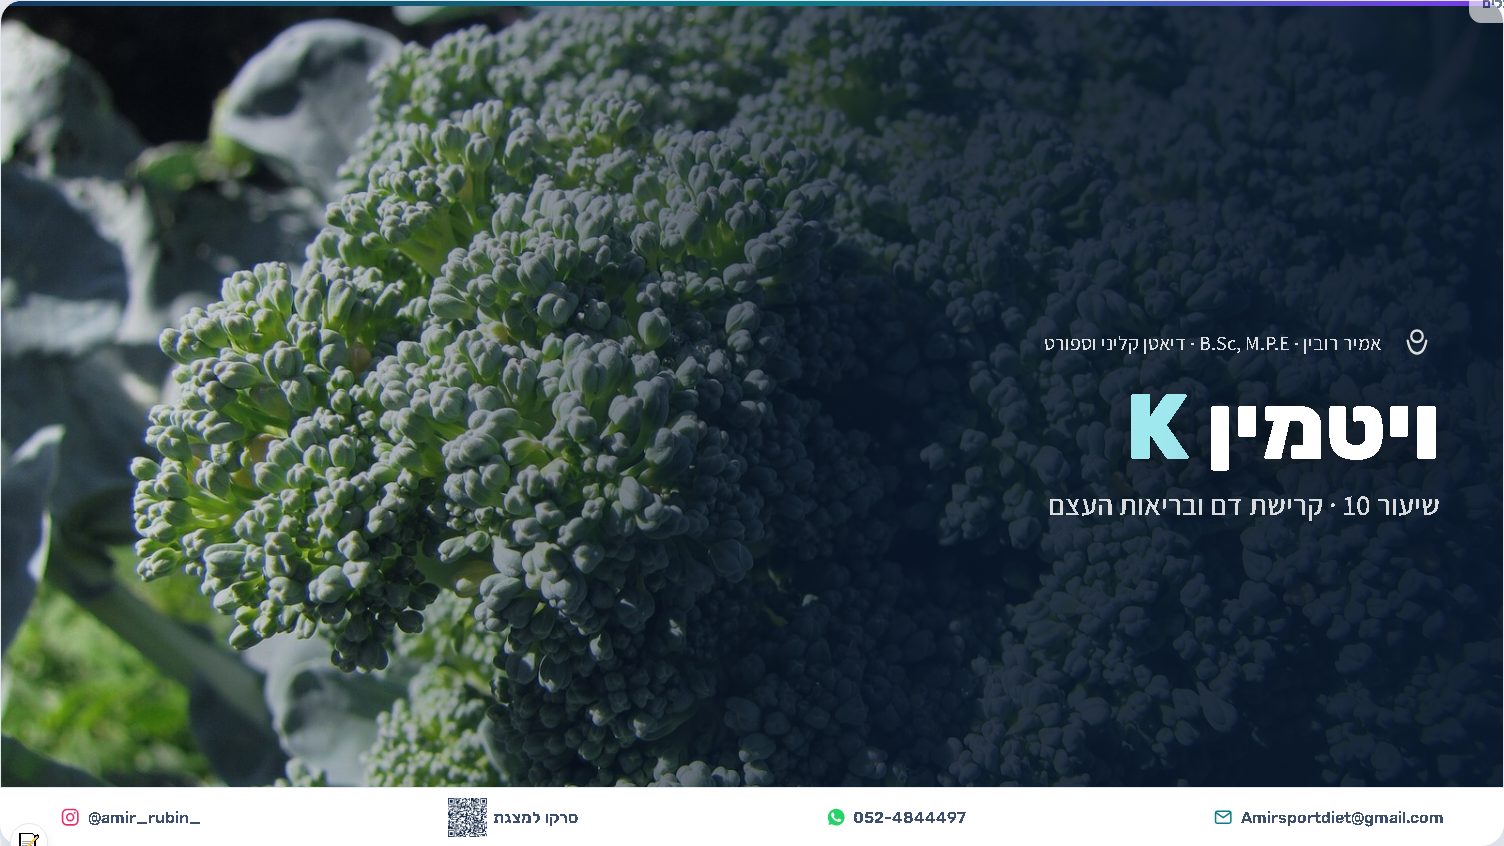 אמיר רובין · B.Sc, M.P.E · דיאטן קליני וספורט
ויטמין K
שיעור 10 · קרישת דם ובריאות העצם
Amirsportdiet@gmail.com
052-4844497
סרקו למצגת
@amir_rubin_